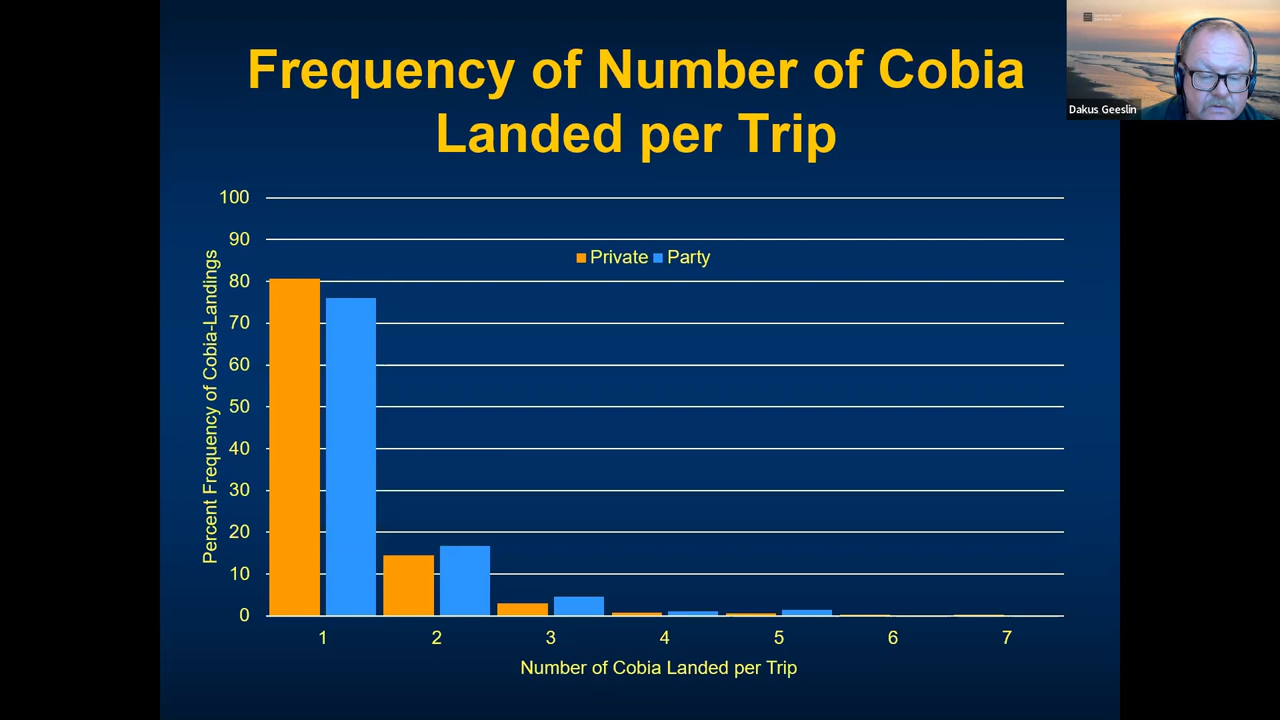 Frequency of Number of Cobia
Landed per Trip
Dakus Geeslin
100
90
80
70
60
50
40
30
20
10
0
Percent Frequency of Cobia-Landings
Private Party
1 2 3 4 5 6 7
Number of Cobia Landed per Trip